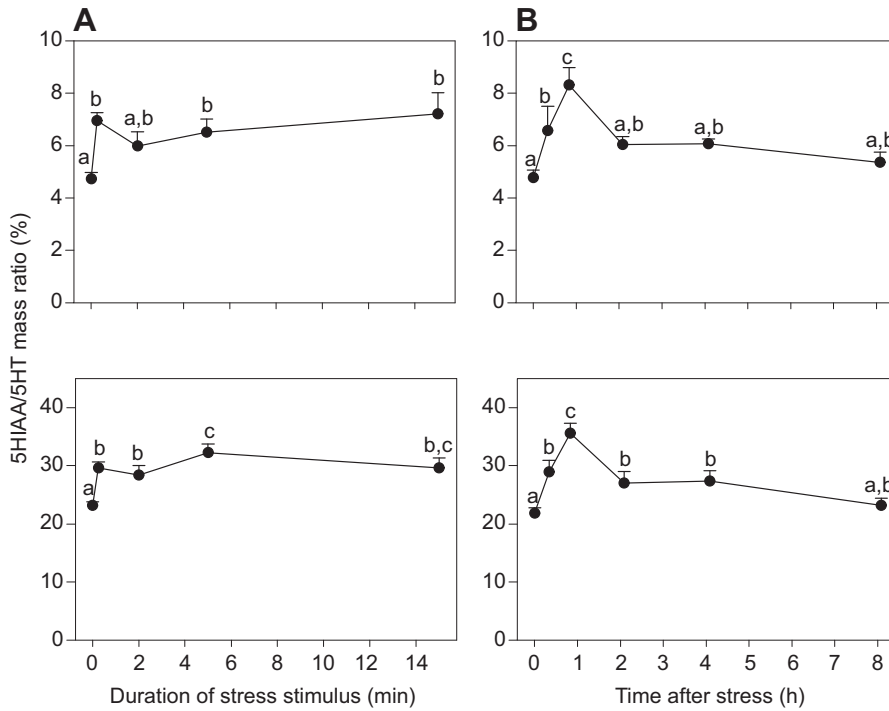 A
B
10
8
6
4
2
0
a
b
a,b
b
b
10
8
6
4
2
0
a
b
c
a,b
a,b
a,b
5HIAA/5HT mass ratio (%)
40
30
20
10
0
a
b
b
c
b,c
0 2 4 6 8 10 12 14
Duration of stress stimulus (min)
40
30
20
10
0
a
b
c
b
b
a,b
0 1 2 3 4 5 6 7 8
Time after stress (h)